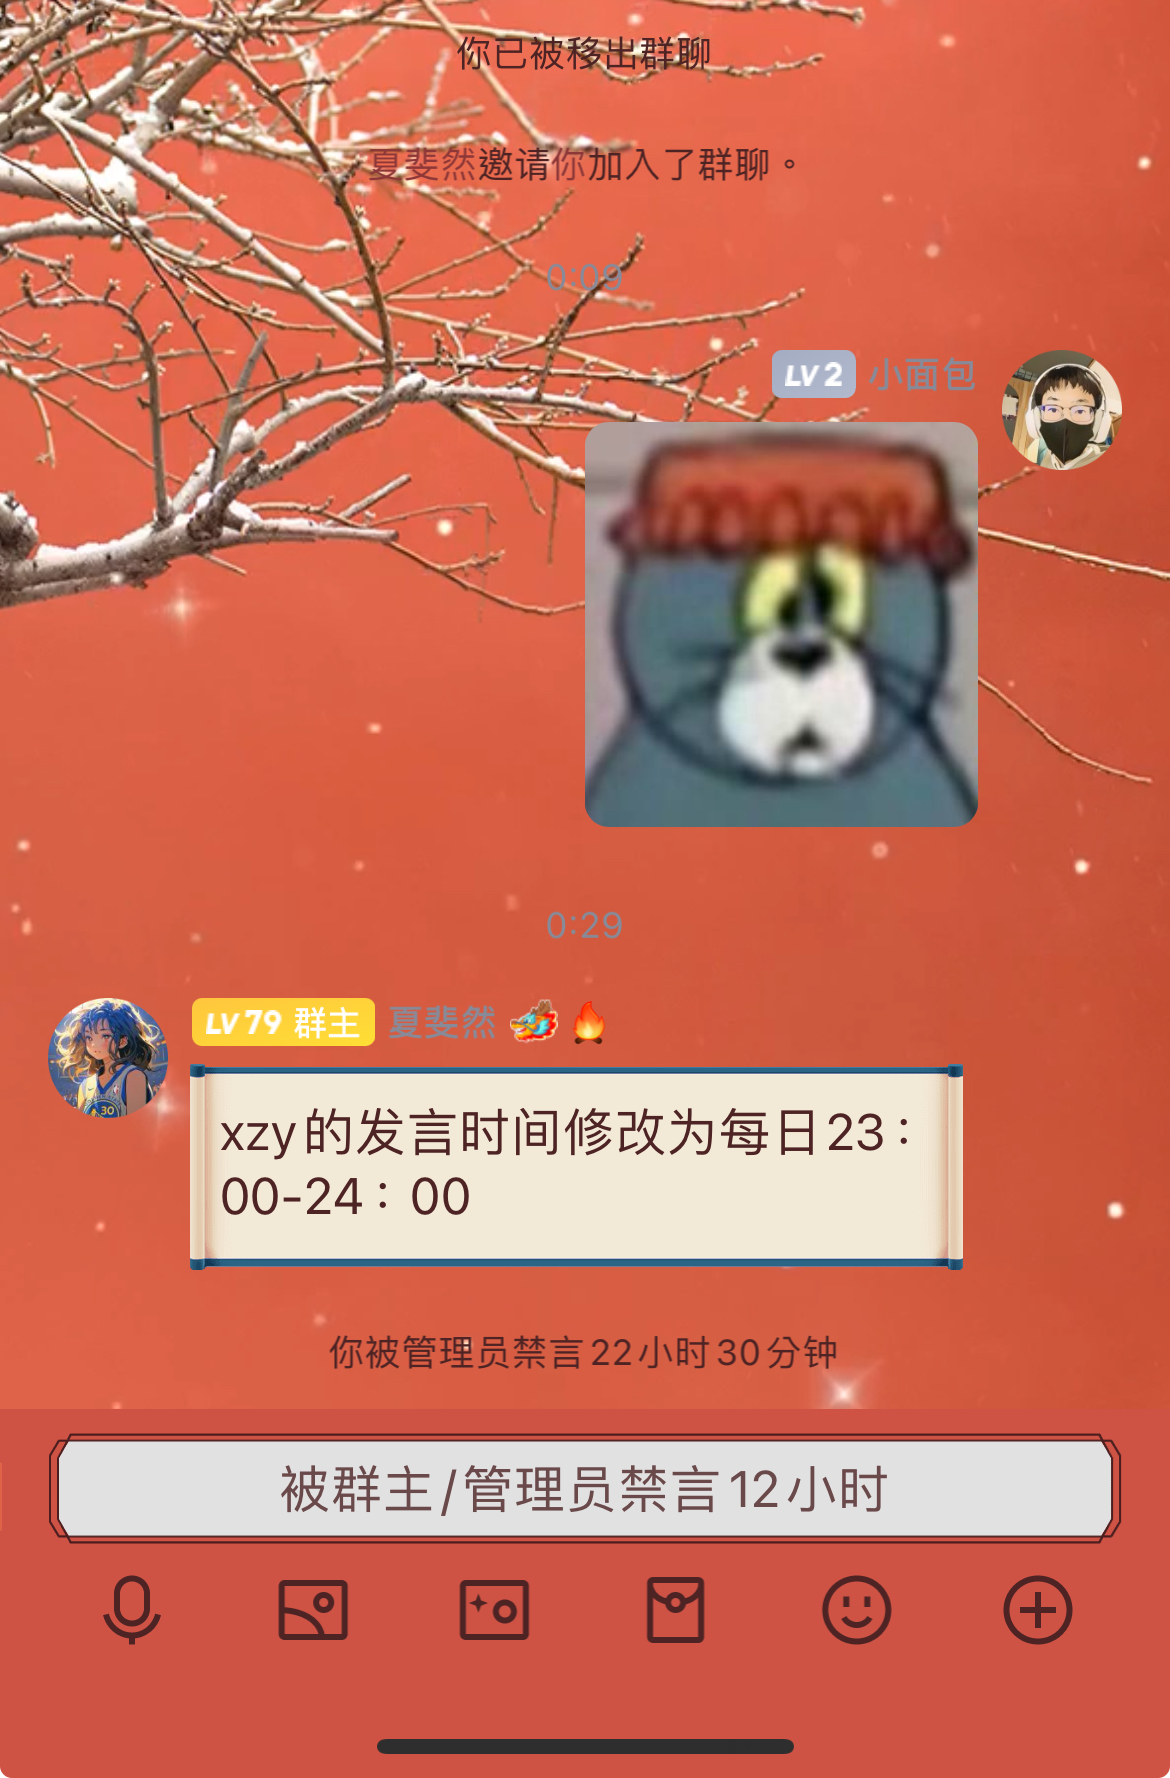 你已被移出群聊
夏斐然邀请你加入了群聊。
0:09
LV2 小面包
0:29
LV79 群主 夏斐然 🐲 🔥
30
xzy的发言时间修改为每日23：
00-24：00
你被管理员禁言22小时30分钟
被群主/管理员禁言12小时